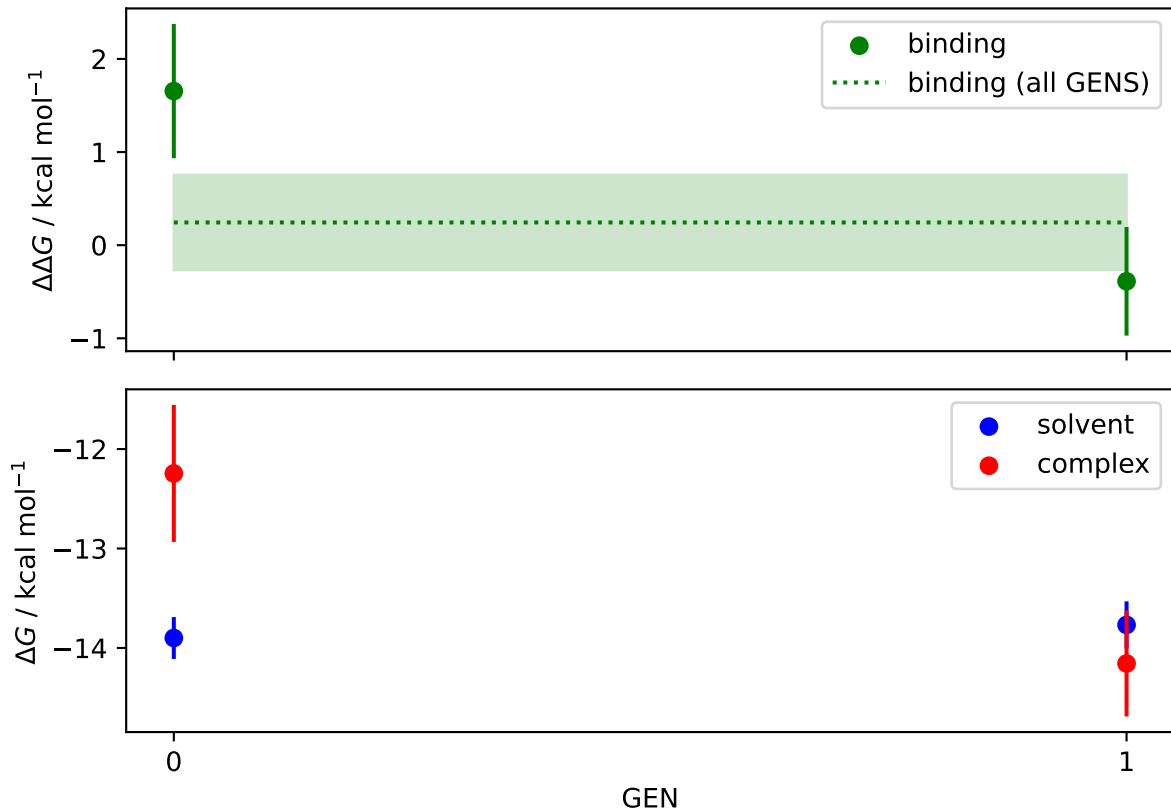 ΔΔG / kcal mol⁻¹
2
1
0
−1
binding
binding (all GENS)
ΔG / kcal mol⁻¹
−12
−13
−14
solvent
complex
0
1
GEN